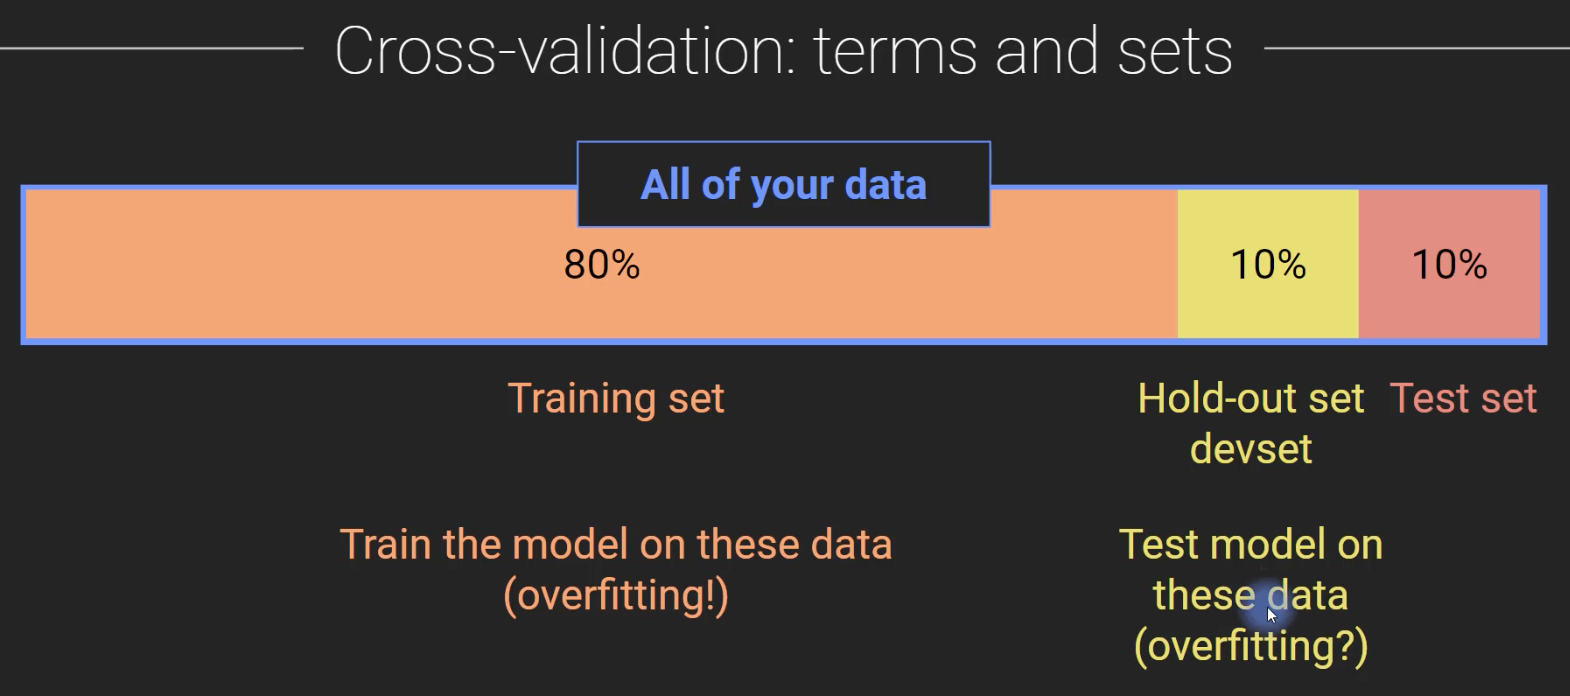 Cross-validation: terms and sets
All of your data
80%
10%
10%
Training set
Hold-out set
devset
Test set
Train the model on these data
(overfitting!)
Test model on
these data
(overfitting?)